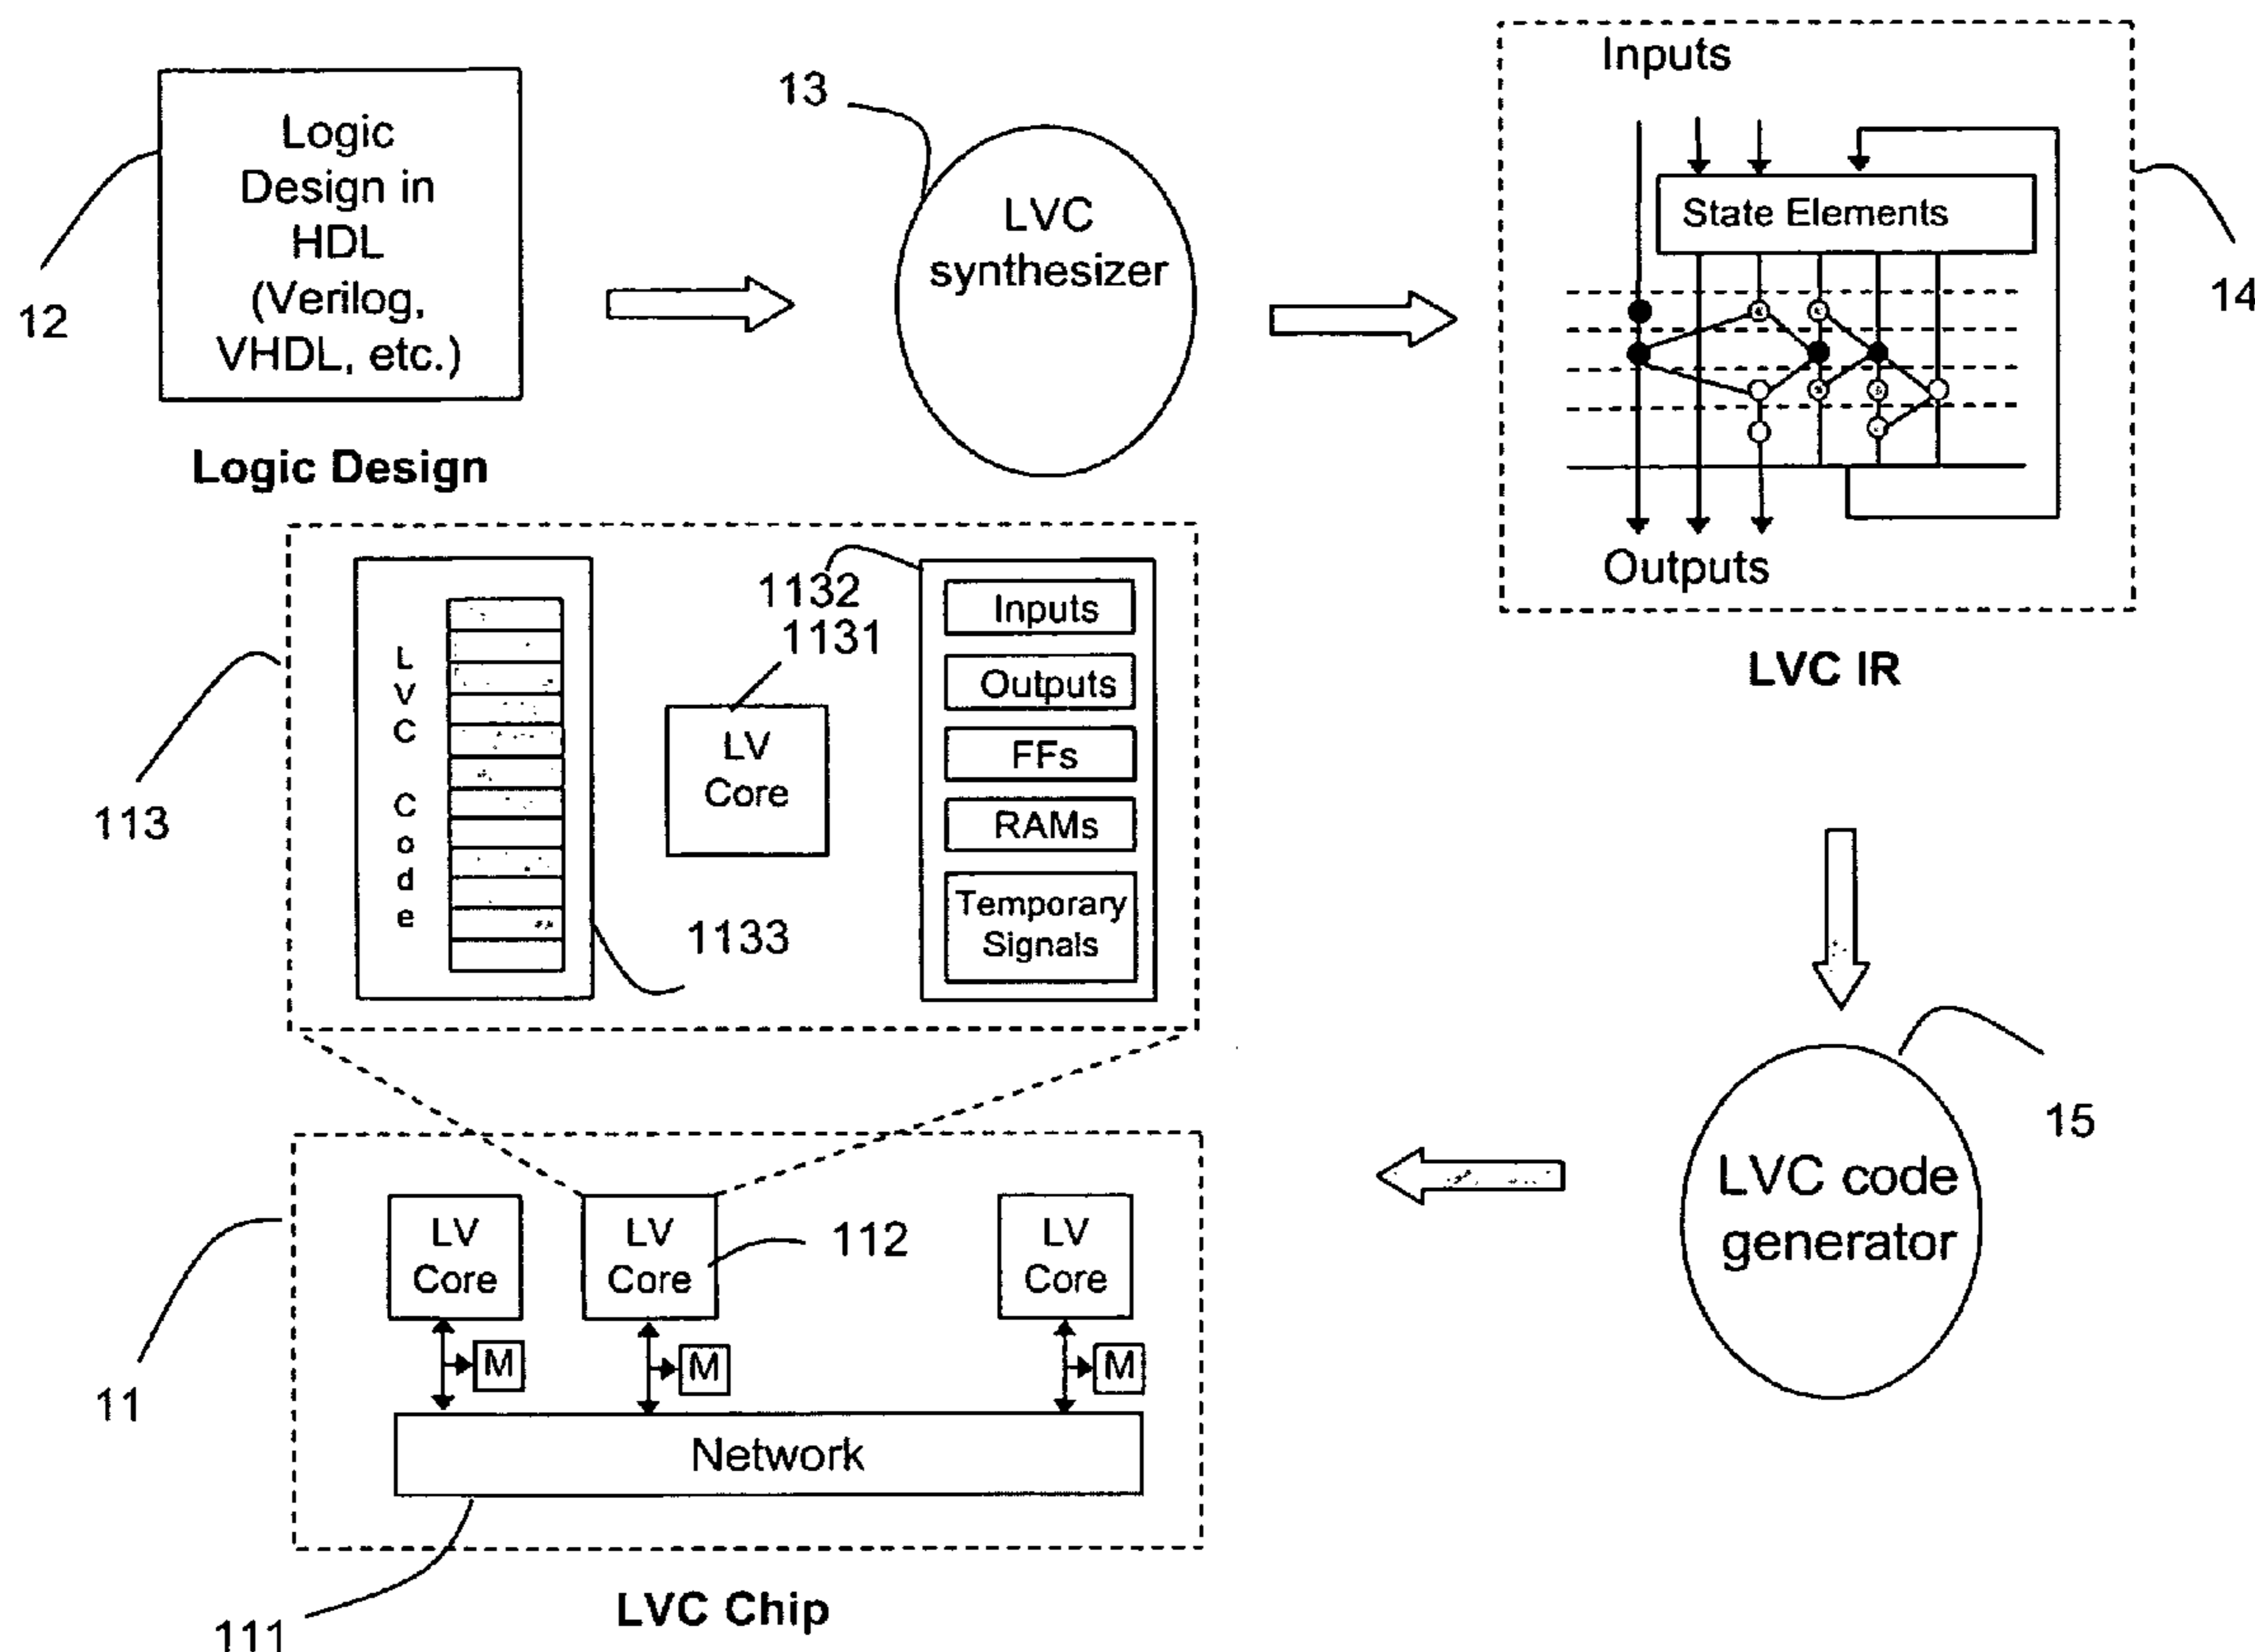 Logic
Design in
HDL
(Verilog,
VHDL, etc.)
12
Logic Design
13
LVC
synthesizer
Inputs
State Elements
14
Outputs
LVC IR
113
LVC Code
1133
1131
LV
Core
1132
Inputs
Outputs
FFs
RAMs
Temporary
Signals
15
LVC code
generator
11
LV
Core
LV
Core
112
LV
Core
M
M
M
Network
111
LVC Chip